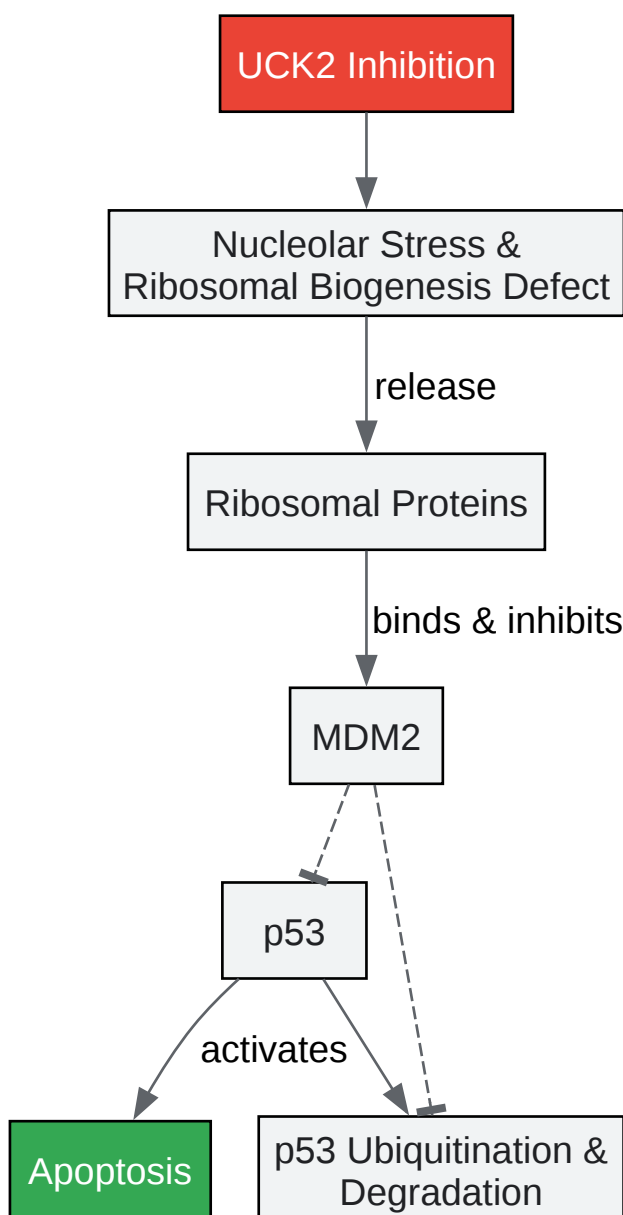 UCK2 Inhibition
Nucleolar Stress &
Ribosomal Biogenesis Defect
release
Ribosomal Proteins
binds & inhibits
MDM2
p53
activates
Apoptosis
p53 Ubiquitination &
Degradation